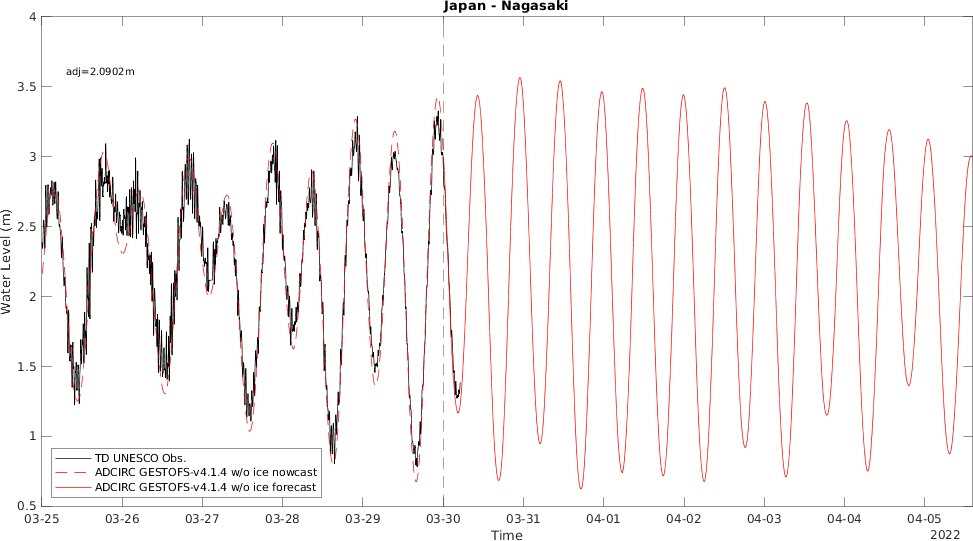 Japan - Nagasaki
4
adj=2.0902m
3.5
3
2.5
Water Level (m)
2
1.5
1
TD UNESCO Obs.
ADCIRC GESTOFS-v4.1.4 w/o ice nowcast
ADCIRC GESTOFS-v4.1.4 w/o ice forecast
0.5
03-25 03-26 03-27 03-28 03-29 03-30 03-31 04-01 04-02 04-03 04-04 04-05
Time 2022